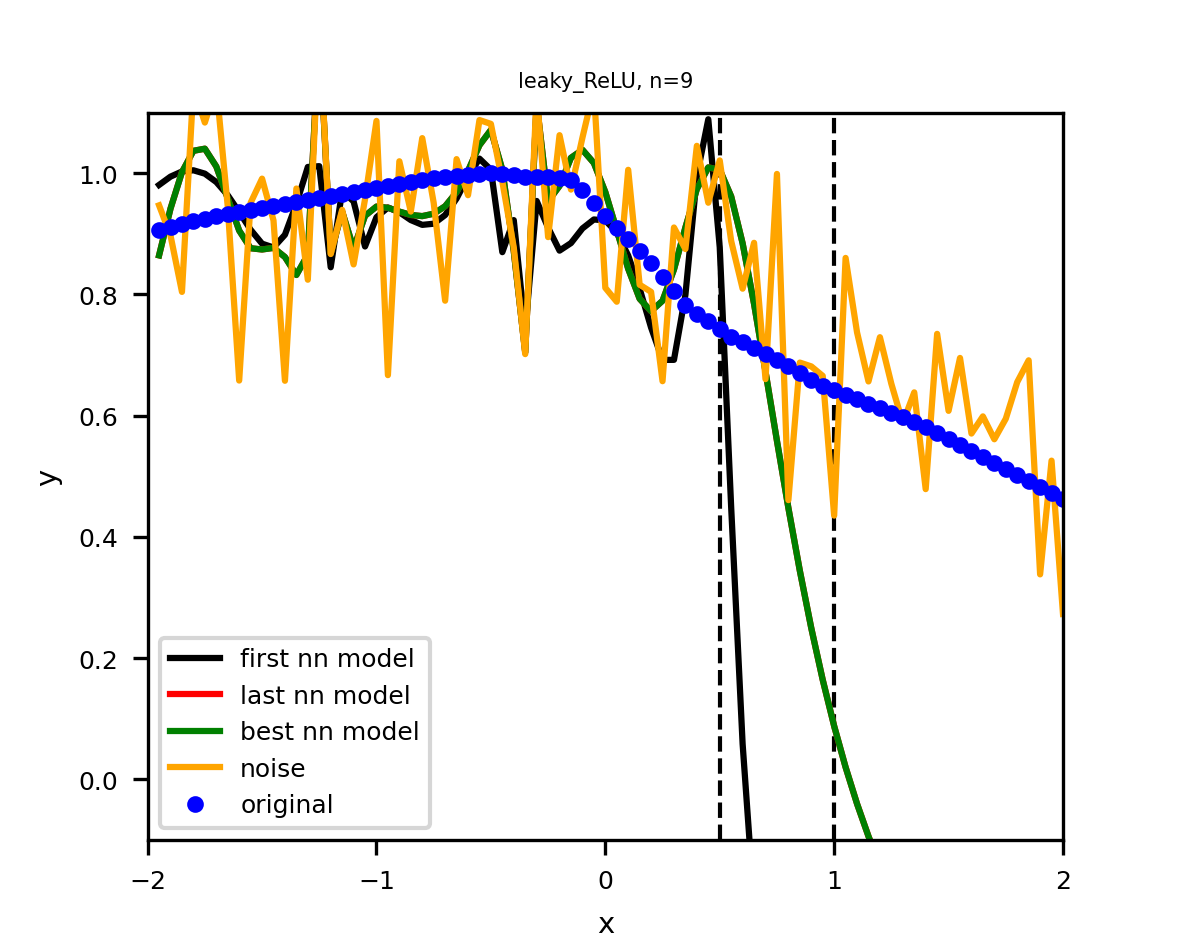 leaky_ReLU, n=9
1.0
0.8
0.6
0.4
0.2
0.0
y
first nn model
last nn model
best nn model
noise
original
−2
−1
0
1
2
x